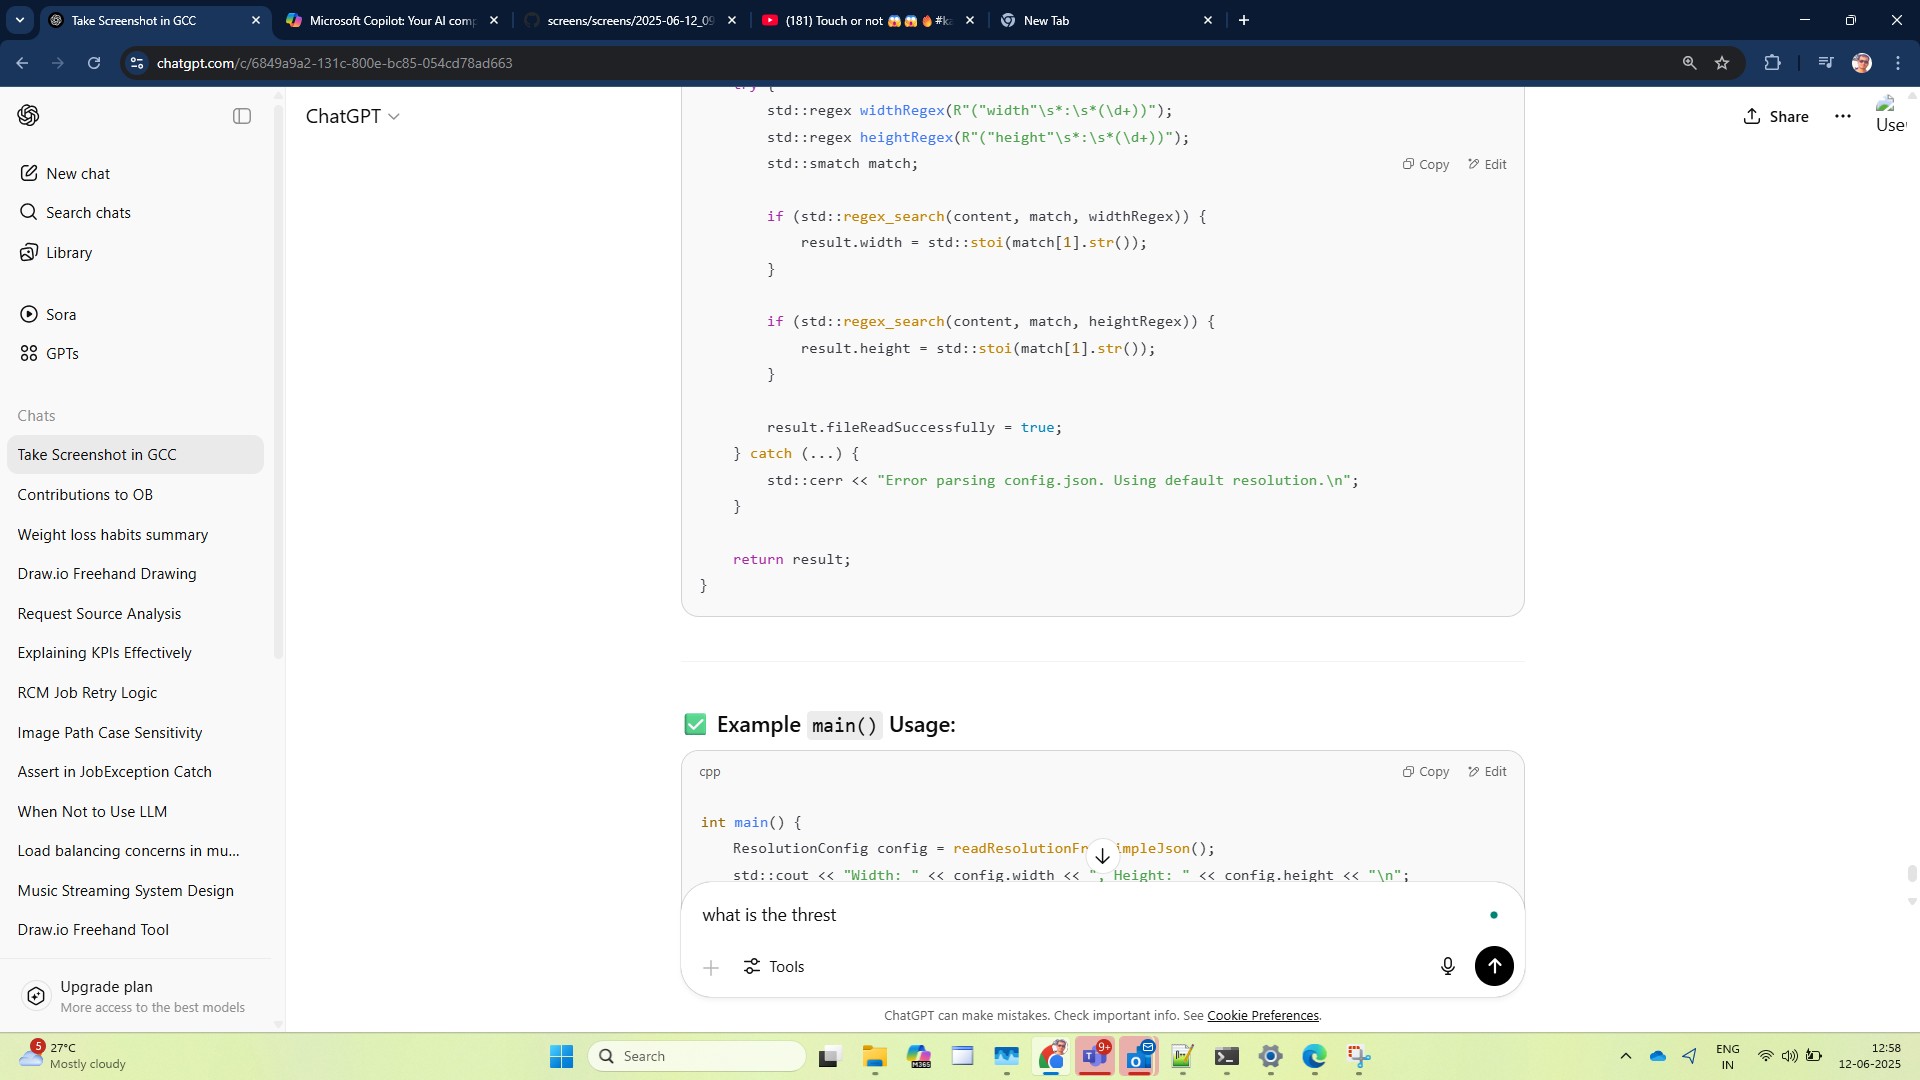 Take Screenshot in GCC
Microsoft Copilot: Your AI comp
screens/screens/2025-06-12_09
(181) Touch or not 😱😱🔥#k
New Tab
chatgpt.com/c/6849a9a2-131c-800e-bc85-054cd78ad663
ChatGPT
Share
User
New chat
Search chats
Library
Sora
GPTs
Chats
Take Screenshot in GCC
Contributions to OB
Weight loss habits summary
Draw.io Freehand Drawing
Request Source Analysis
Explaining KPIs Effectively
RCM Job Retry Logic
Image Path Case Sensitivity
Assert in JobException Catch
When Not to Use LLM
Load balancing concerns in mu...
Music Streaming System Design
Draw.io Freehand Tool
Upgrade plan
More access to the best models
try {
std::regex widthRegex(R"("width"\s*:\s*(\d+))");
std::regex heightRegex(R"("height"\s*:\s*(\d+))");
std::smatch match;
Copy Edit
if (std::regex_search(content, match, widthRegex)) {
result.width = std::stoi(match[1].str());
}
if (std::regex_search(content, match, heightRegex)) {
result.height = std::stoi(match[1].str());
}
result.fileReadSuccessfully = true;
} catch (...) {
std::cerr << "Error parsing config.json. Using default resolution.\n";
}
return result;
}
✅ Example main() Usage:
cpp
Copy Edit
int main() {
ResolutionConfig config = readResolutionFr impleJson();
std::cout << "Width: " << config.width << ", Height: " << config.height << "\n";
what is the threst
Tools
ChatGPT can make mistakes. Check important info. See Cookie Preferences.
5
27°C
Mostly cloudy
Search
M365
9+
ENG
IN
12:58
12-06-2025